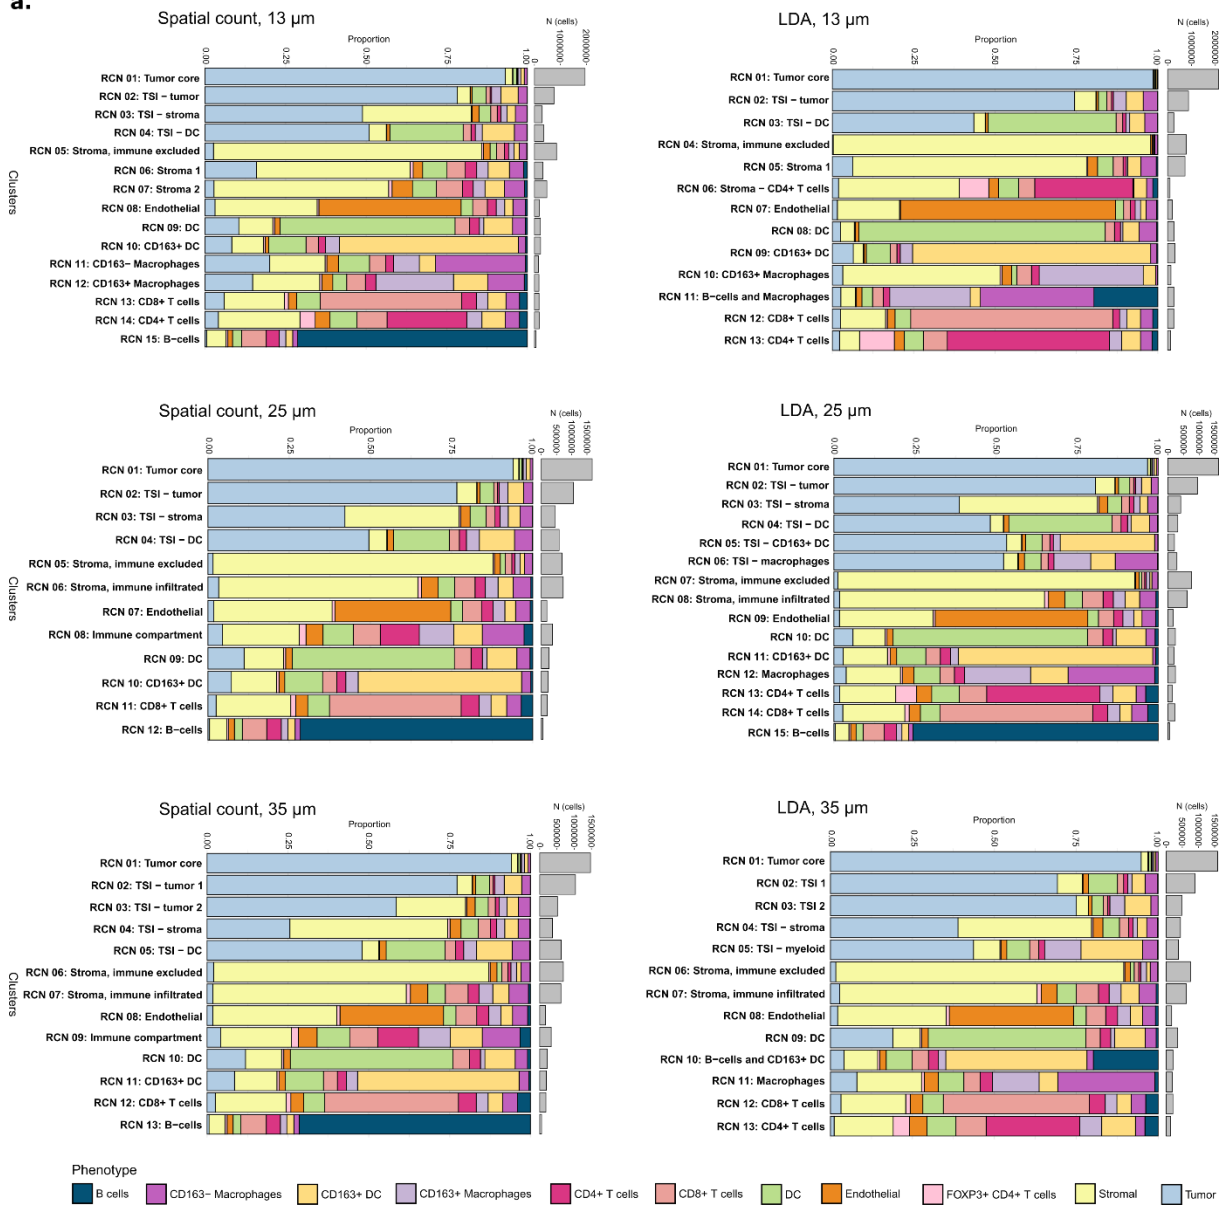 a.
Spatial count, 13 µm
Proportion
N (cells)
0.00
0.25
0.50
0.75
1.00
0
1000000
2000000
Clusters
RCN 01: Tumor core
RCN 02: TSI − tumor
RCN 03: TSI − stroma
RCN 04: TSI − DC
RCN 05: Stroma, immune excluded
RCN 06: Stroma 1
RCN 07: Stroma 2
RCN 08: Endothelial
RCN 09: DC
RCN 10: CD163+ DC
RCN 11: CD163− Macrophages
RCN 12: CD163+ Macrophages
RCN 13: CD8+ T cells
RCN 14: CD4+ T cells
RCN 15: B−cells
LDA, 13 µm
Proportion
N (cells)
0.00
0.25
0.50
0.75
1.00
0
1000000
2000000
RCN 01: Tumor core
RCN 02: TSI − tumor
RCN 03: TSI − DC
RCN 04: Stroma, immune excluded
RCN 05: Stroma 1
RCN 06: Stroma − CD4+ T cells
RCN 07: Endothelial
RCN 08: DC
RCN 09: CD163+ DC
RCN 10: CD163+ Macrophages
RCN 11: B−cells and Macrophages
RCN 12: CD8+ T cells
RCN 13: CD4+ T cells
Spatial count, 25 µm
Proportion
N (cells)
0.00
0.25
0.50
0.75
1.00
0
500000
1000000
1500000
Clusters
RCN 01: Tumor core
RCN 02: TSI − tumor
RCN 03: TSI − stroma
RCN 04: TSI − DC
RCN 05: Stroma, immune excluded
RCN 06: Stroma, immune infiltrated
RCN 07: Endothelial
RCN 08: Immune compartment
RCN 09: DC
RCN 10: CD163+ DC
RCN 11: CD8+ T cells
RCN 12: B−cells
LDA, 25 µm
Proportion
N (cells)
0.00
0.25
0.50
0.75
1.00
0
500000
1000000
1500000
RCN 01: Tumor core
RCN 02: TSI − tumor
RCN 03: TSI − stroma
RCN 04: TSI − DC
RCN 05: TSI − CD163+ DC
RCN 06: TSI − macrophages
RCN 07: Stroma, immune excluded
RCN 08: Stroma, immune infiltrated
RCN 09: Endothelial
RCN 10: DC
RCN 11: CD163+ DC
RCN 12: Macrophages
RCN 13: CD4+ T cells
RCN 14: CD8+ T cells
RCN 15: B−cells
Spatial count, 35 µm
Proportion
N (cells)
0.00
0.25
0.50
0.75
1.00
0
500000
1000000
1500000
Clusters
RCN 01: Tumor core
RCN 02: TSI − tumor 1
RCN 03: TSI − tumor 2
RCN 04: TSI − stroma
RCN 05: TSI − DC
RCN 06: Stroma, immune excluded
RCN 07: Stroma, immune infiltrated
RCN 08: Endothelial
RCN 09: Immune compartment
RCN 10: DC
RCN 11: CD163+ DC
RCN 12: CD8+ T cells
RCN 13: B−cells
LDA, 35 µm
Proportion
N (cells)
0.00
0.25
0.50
0.75
1.00
0
500000
1000000
1500000
RCN 01: Tumor core
RCN 02: TSI 1
RCN 03: TSI 2
RCN 04: TSI − stroma
RCN 05: TSI − myeloid
RCN 06: Stroma, immune excluded
RCN 07: Stroma, immune infiltrated
RCN 08: Endothelial
RCN 09: DC
RCN 10: B−cells and CD163+ DC
RCN 11: Macrophages
RCN 12: CD8+ T cells
RCN 13: CD4+ T cells
Phenotype
B cells
CD163− Macrophages
CD163+ DC
CD163+ Macrophages
CD4+ T cells
CD8+ T cells
DC
Endothelial
FOXP3+ CD4+ T cells
Stromal
Tumor